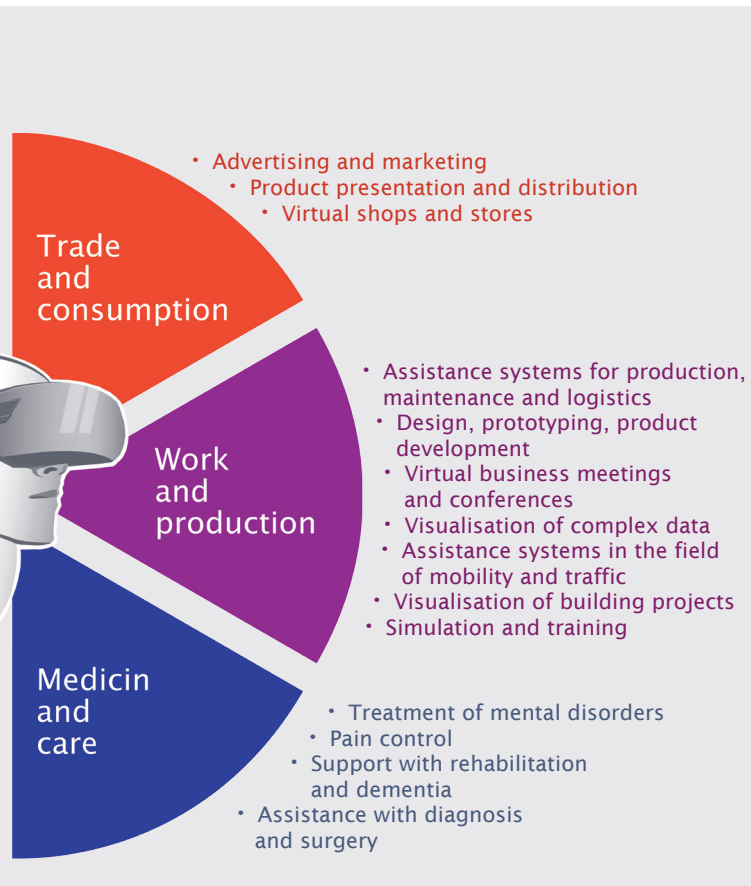 Trade
and
consumption
• Advertising and marketing
• Product presentation and distribution
• Virtual shops and stores
Work
and
production
• Assistance systems for production,
maintenance and logistics
• Design, prototyping, product
development
• Virtual business meetings
and conferences
• Visualisation of complex data
• Assistance systems in the field
of mobility and traffic
• Visualisation of building projects
• Simulation and training
Medicin
and
care
• Treatment of mental disorders
• Pain control
• Support with rehabilitation
and dementia
• Assistance with diagnosis
and surgery